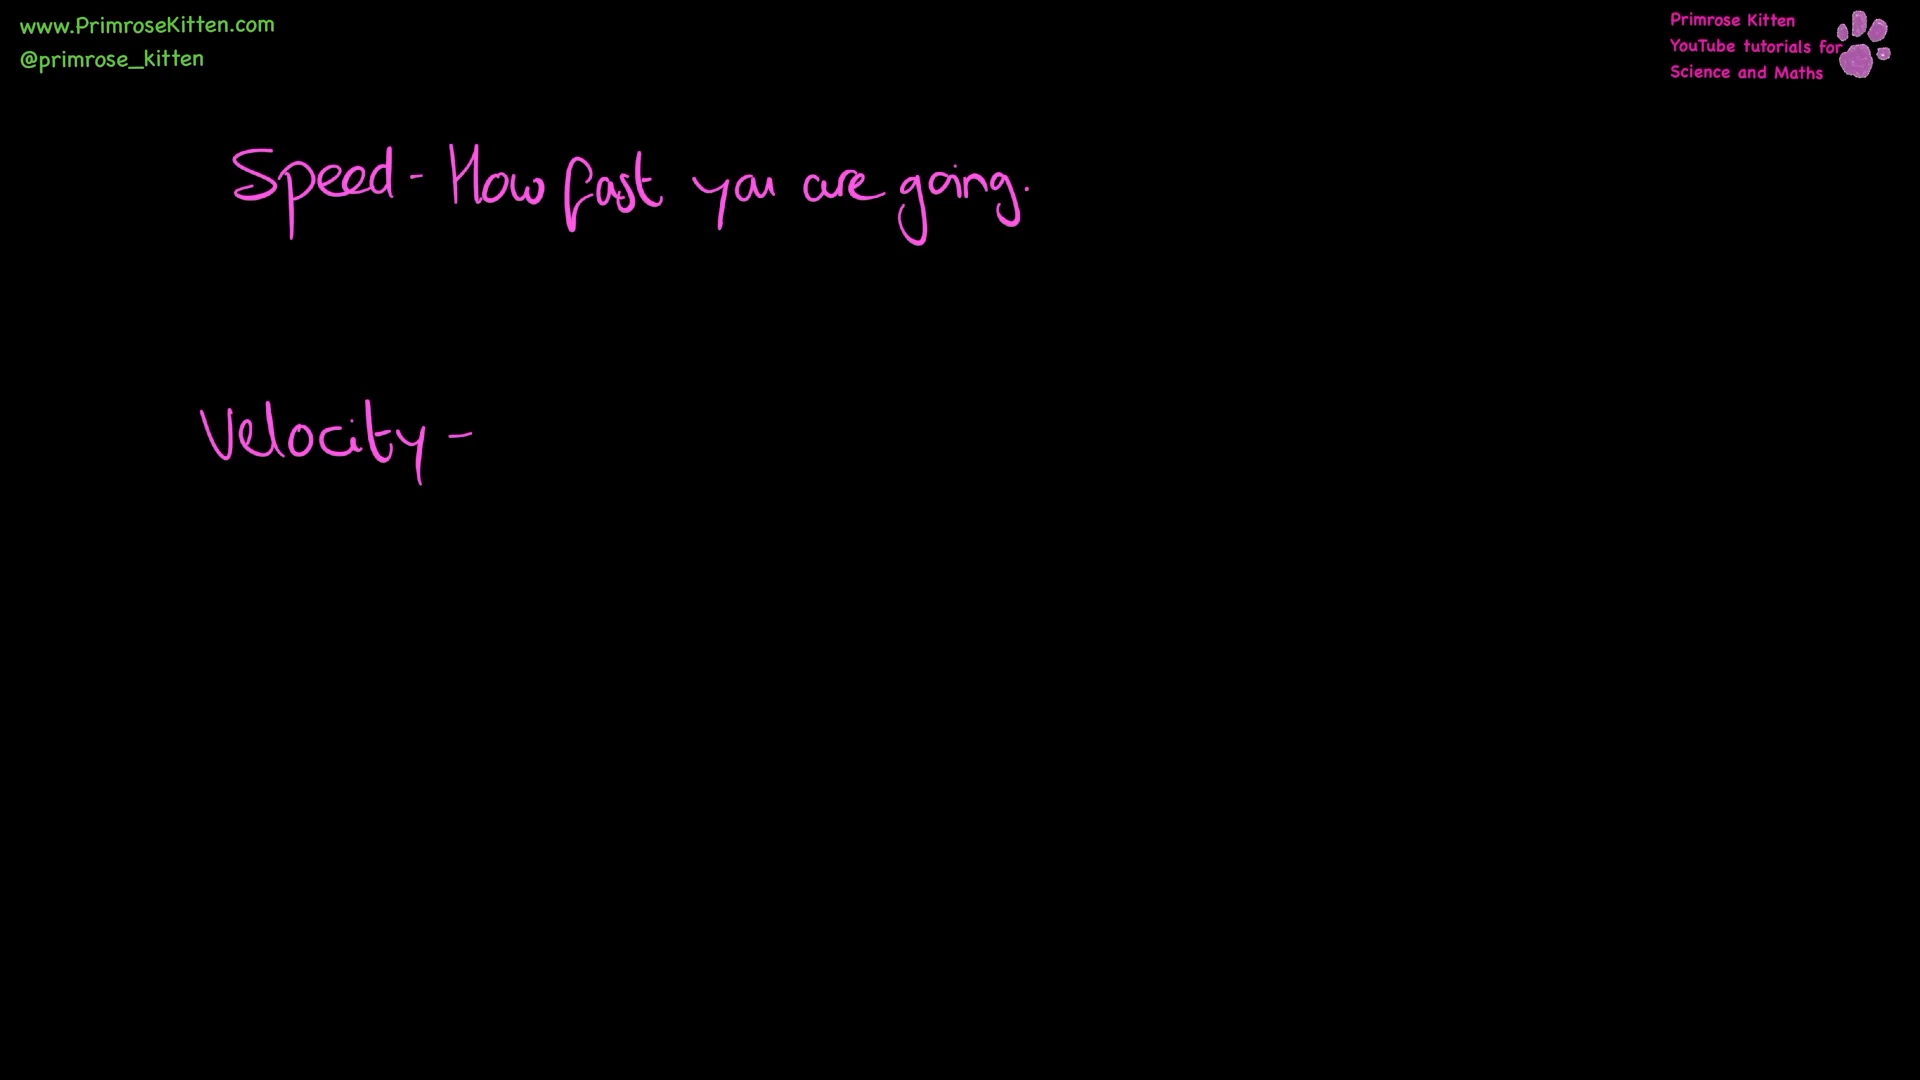 www.PrimroseKitten.com
@primrose_kitten
Primrose Kitten
YouTube tutorials for
Science and Maths
Speed - How fast you are going.
Velocity -